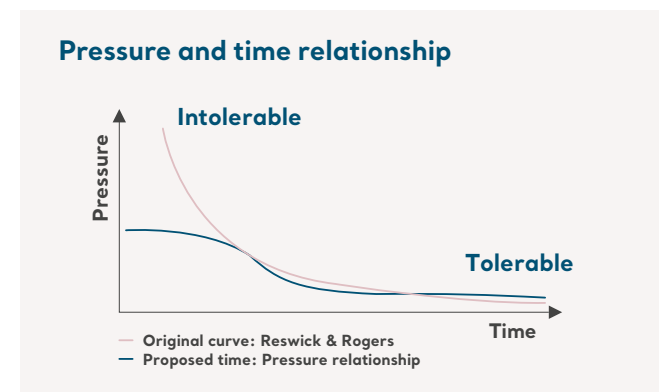 Pressure and time relationship
Intolerable
Pressure
Tolerable
Time
Original curve: Reswick & Rogers
Proposed time: Pressure relationship